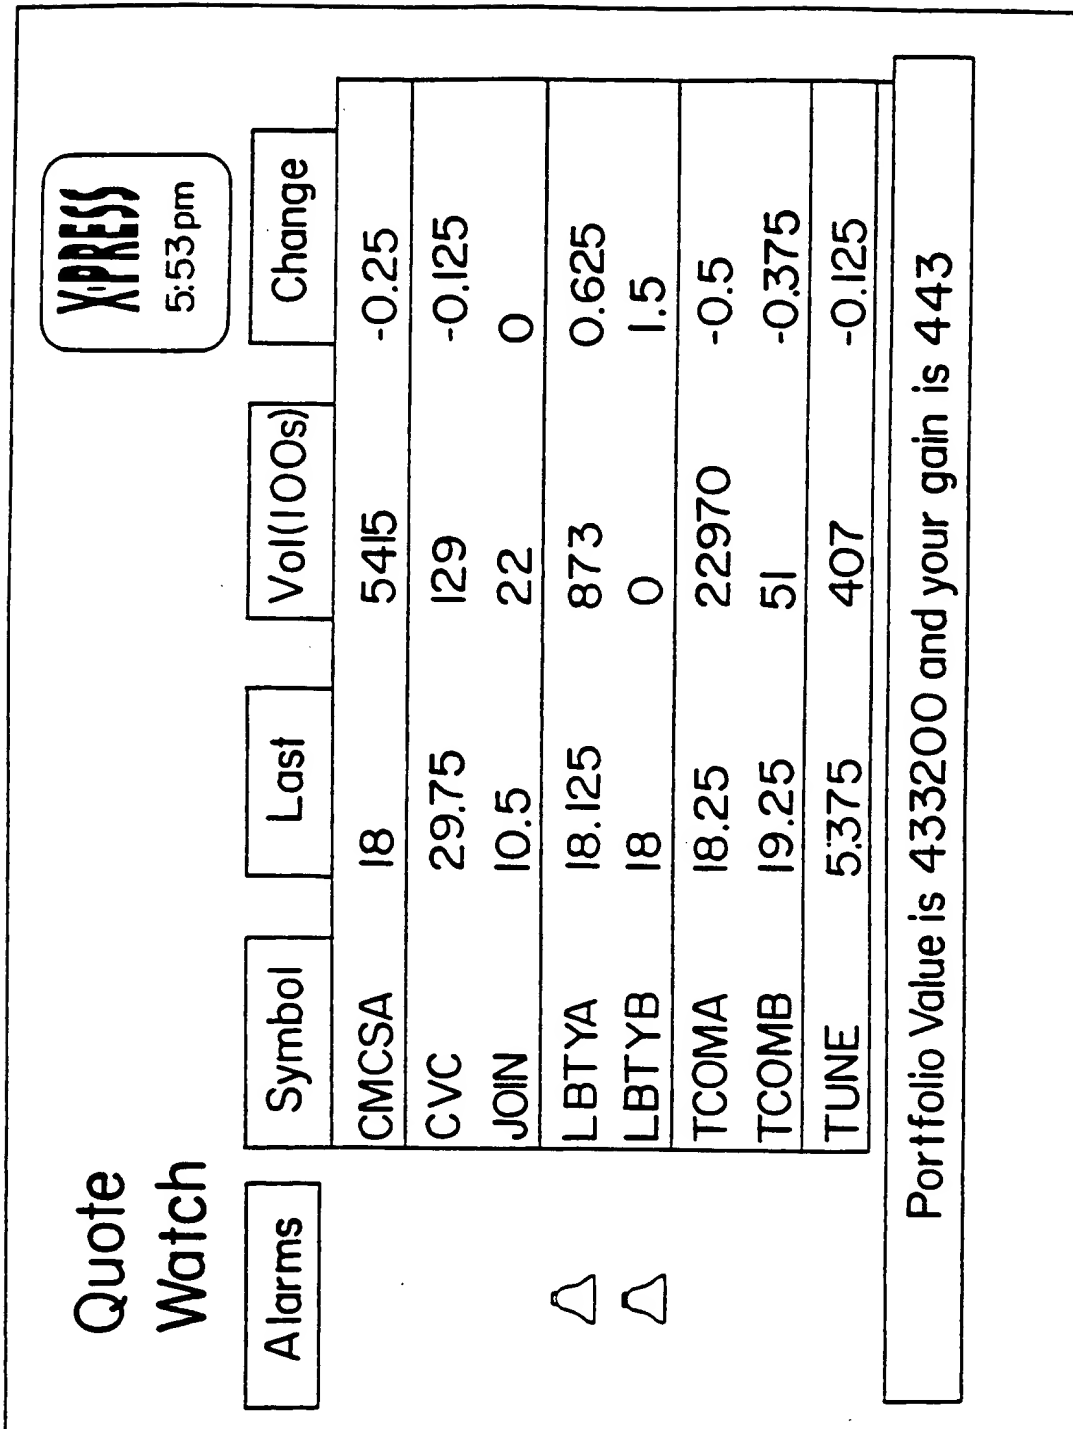 Quote
Watch
X·PRESS
5:53pm
Alarms Symbol Last Vol(100s) Change
CMCSA 18 5415 -0.25
CVC 29.75 129 -0.125
JOIN 10.5 22 0
LBTYA 18.125 873 0.625
LBTYB 18 0 1.5
TCOMA 18.25 22970 -0.5
TCOMB 19.25 51 -0.375
TUNE 5.375 407 -0.125
Portfolio Value is 433200 and your gain is 443